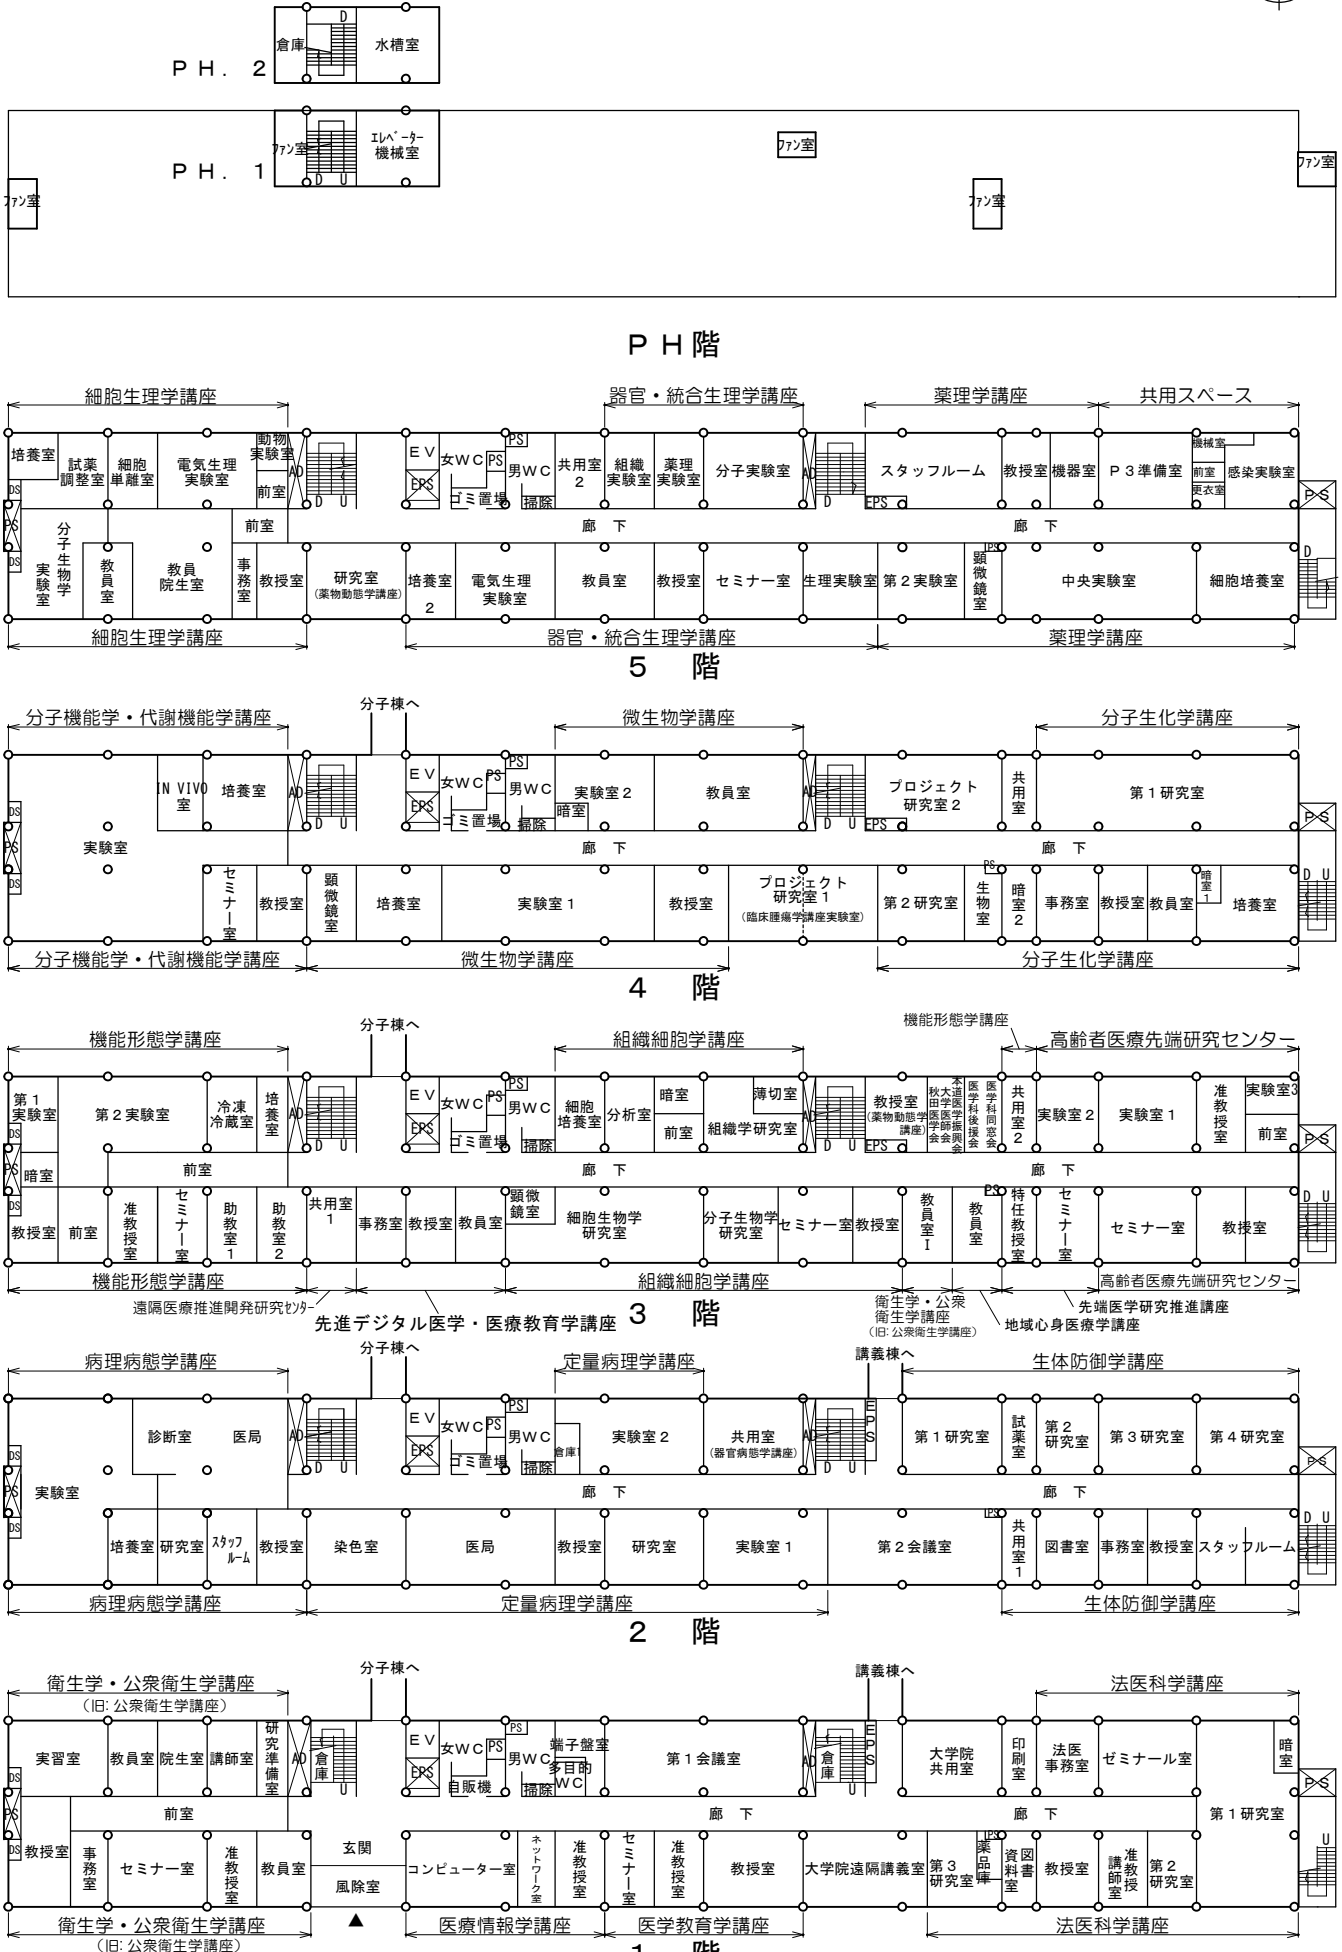 D
倉庫
水槽室
ＰＨ．２
ファン室
エレベーター
機械室
ＰＨ．１
D U
ファン室
ファン室
ファン室
ファン室
ＰＨ階
細胞生理学講座
器官・統合生理学講座
薬理学講座
共用スペース
培養室
試薬
調整室
細胞
単離室
電気生理
実験室
動物
実験室
前室
AD
D U
EV
EPS
女WC
PS
PS
男WC
ゴミ置場
掃除
共用室
2
組織
実験室
薬理
実験室
分子実験室
AD
D
EPS
スタッフルーム
教授室
機器室
P3準備室
機械室
前室
更衣室
感染実験室
PS
DS
PS
DS
前室
廊 下
廊 下
D
分子生物学
実験室
教員室
教員
院生室
事務室
教授室
研究室
(薬物動態学講座)
培養室
2
電気生理
実験室
教員室
教授室
セミナー室
生理実験室
第2実験室
顕微鏡室
PS
中央実験室
細胞培養室
細胞生理学講座
器官・統合生理学講座
薬理学講座
5 階
分子棟へ
分子機能学・代謝機能学講座
微生物学講座
分子生化学講座
IN VIVO
室
培養室
AD
D U
EV
EPS
女WC
PS
PS
男WC
ゴミ置場
掃除
実験室2
暗室
教員室
AD
D U
EPS
プロジェクト
研究室2
共用室
第1研究室
PS
DS
PS
DS
実験室
廊 下
廊 下
D U
セミナー室
教授室
顕微鏡室
培養室
実験室1
教授室
プロジェクト
研究室1
(臨床腫瘍学講座実験室)
第2研究室
PS
生物室
暗室2
事務室
教授室
教員室
暗室1
培養室
分子機能学・代謝機能学講座
微生物学講座
分子生化学講座
4 階
分子棟へ
機能形態学講座
機能形態学講座
組織細胞学講座
高齢者医療先端研究センター
第1
実験室
第2実験室
冷凍
冷蔵室
培養室
AD
D U
EV
EPS
女WC
PS
PS
男WC
ゴミ置場
掃除
細胞
培養室
分析室
暗室
前室
薄切室
組織学研究室
AD
D U
EPS
教授室
(薬物動態学
講座)
秋田医学会
大学医師会
本道医学振興会
医学科後援会
医学科同窓会
共用室2
実験室2
実験室1
准教授室
実験室3
前室
PS
DS
PS
DS
暗室
前室
廊 下
廊 下
D U
教授室
前室
准教授室
セミナー室
助教室1
助教室2
共用室
1
事務室
教授室
教員室
顕微
鏡室
細胞生物学
研究室
分子生物学
研究室
セミナー室
教授室
教員室I
教員室
PS
特任教授室
セミナー室
セミナー室
教授室
機能形態学講座
組織細胞学講座
高齢者医療先端研究センター
遠隔医療推進開発研究センター
先進デジタル医学・医療教育学講座
衛生学・公衆
衛生学講座
(旧:公衆衛生学講座)
地域心身医療学講座
先端医学研究推進講座
3 階
分子棟へ
講義棟へ
病理病態学講座
定量病理学講座
生体防御学講座
診断室
医局
AD
D U
EV
EPS
女WC
PS
PS
男WC
ゴミ置場
掃除
倉庫
実験室2
共用室
(器官病態学講座)
AD
D U
EPS
第1研究室
試薬室
第2
研究室
第3研究室
第4研究室
PS
DS
PS
DS
実験室
廊 下
廊 下
D U
培養室
研究室
スタッフ
ルーム
教授室
染色室
医局
教授室
研究室
実験室1
第2会議室
PS
共用室1
図書室
事務室
教授室
スタッフルーム
病理病態学講座
定量病理学講座
生体防御学講座
2 階
分子棟へ
講義棟へ
衛生学・公衆衛生学講座
(旧:公衆衛生学講座)
法医科学講座
実習室
教員室
院生室
講師室
研究準備室
AD
倉庫
U
EV
EPS
女WC
PS
PS
男WC
自販機
掃除
端子盤室
多目的
WC
第1会議室
AD
倉庫
U
EPS
大学院
共用室
印刷室
法医
事務室
ゼミナール室
暗室
PS
DS
PS
DS
前室
廊 下
廊 下
第1研究室
U
教授室
事務室
セミナー室
准教授室
教員室
玄関
風除室
コンピューター室
ネットワーク室
准教授室
セミナー室
准教授室
教授室
大学院遠隔講義室
第3
研究室
PS
薬品庫
図書
資料室
教授室
准教授
講師室
第2
研究室
衛生学・公衆衛生学講座
(旧:公衆衛生学講座)
▲
医療情報学講座
医学教育学講座
法医科学講座
1 階